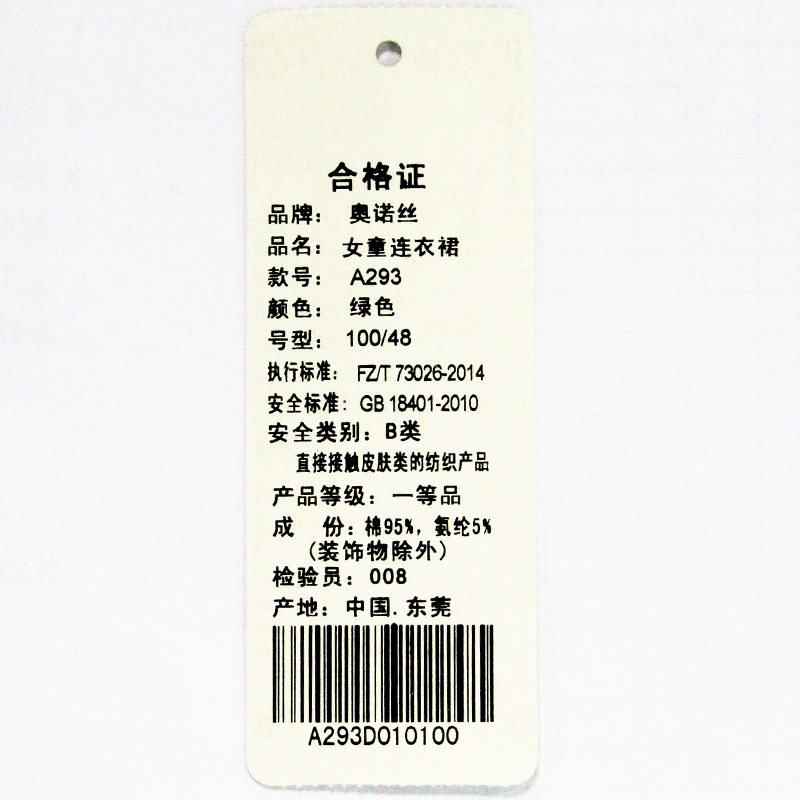 合格证
品牌： 奥诺丝
品名： 女童连衣裙
款号： A293
颜色： 绿色
号型： 100/48
执行标准： FZ/T 73026-2014
安全标准： GB 18401-2010
安全类别： B类
直接接触皮肤类的纺织产品
产品等级： 一等品
成 份： 棉95%，氨纶5%
(装饰物除外)
检验员： 008
产地： 中国.东莞
A293D010100